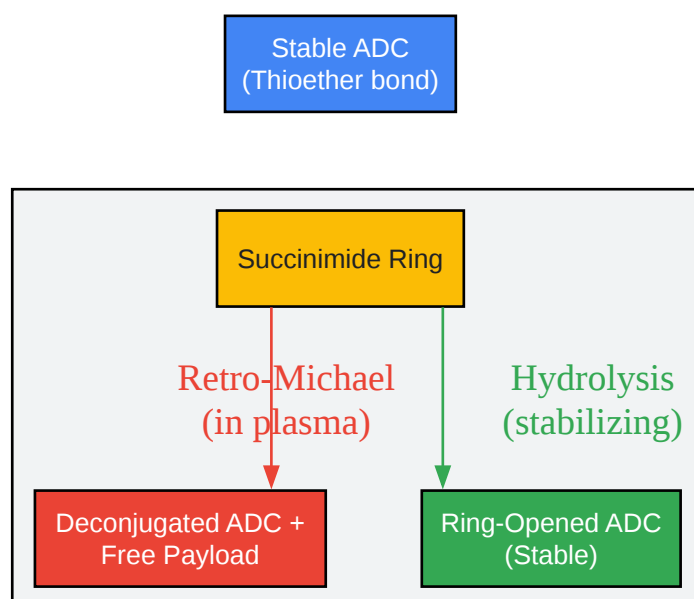 Stable ADC
(Thioether bond)
Succinimide Ring
Retro-Michael
(in plasma)
Hydrolysis
(stabilizing)
Deconjugated ADC +
Free Payload
Ring-Opened ADC
(Stable)